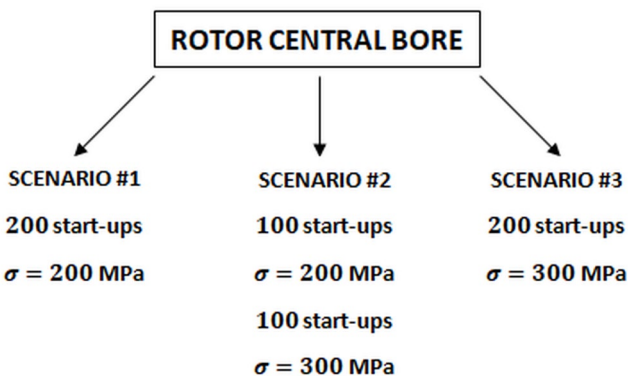 ROTOR CENTRAL BORE
SCENARIO #1
200 start-ups
σ = 200 MPa
SCENARIO #2
100 start-ups
σ = 200 MPa
100 start-ups
σ = 300 MPa
SCENARIO #3
200 start-ups
σ = 300 MPa